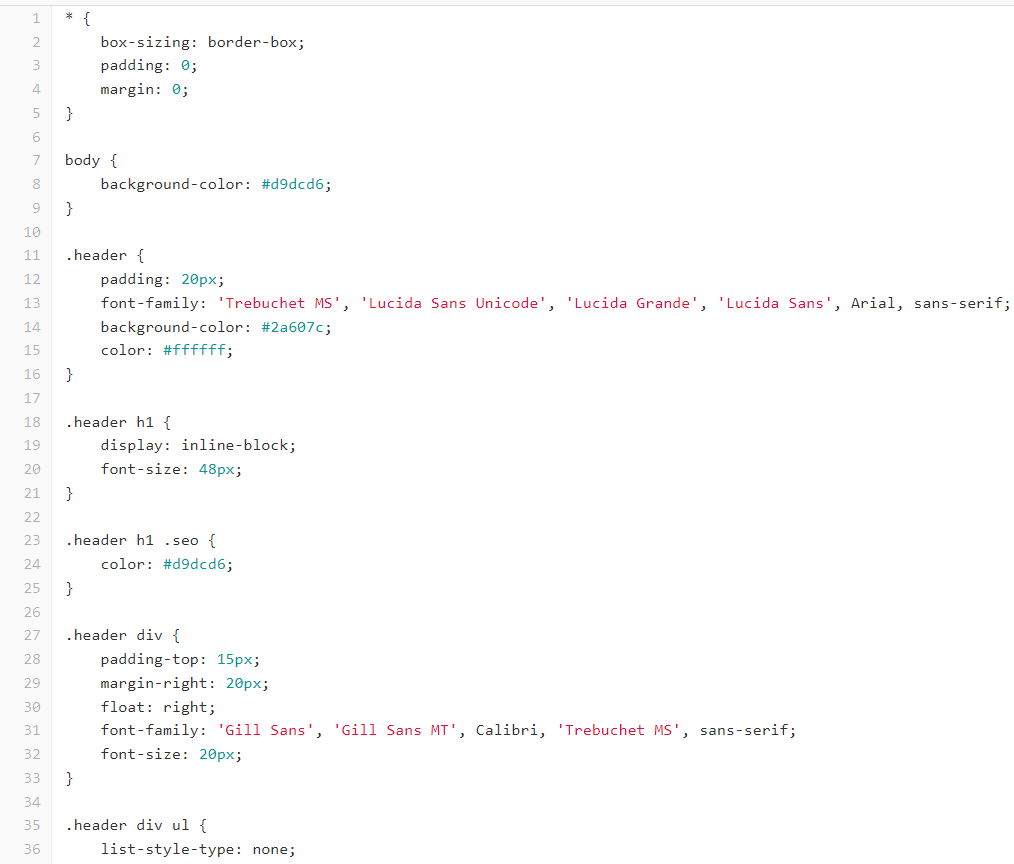 1 * {
2     box-sizing: border-box;
3     padding: 0;
4     margin: 0;
5 }
6
7 body {
8     background-color: #d9dcd6;
9 }
10
11 .header {
12     padding: 20px;
13     font-family: 'Trebuchet MS', 'Lucida Sans Unicode', 'Lucida Grande', 'Lucida Sans', Arial, sans-serif;
14     background-color: #2a607c;
15     color: #ffffff;
16 }
17
18 .header h1 {
19     display: inline-block;
20     font-size: 48px;
21 }
22
23 .header h1 .seo {
24     color: #d9dcd6;
25 }
26
27 .header div {
28     padding-top: 15px;
29     margin-right: 20px;
30     float: right;
31     font-family: 'Gill Sans', 'Gill Sans MT', Calibri, 'Trebuchet MS', sans-serif;
32     font-size: 20px;
33 }
34
35 .header div ul {
36     list-style-type: none;